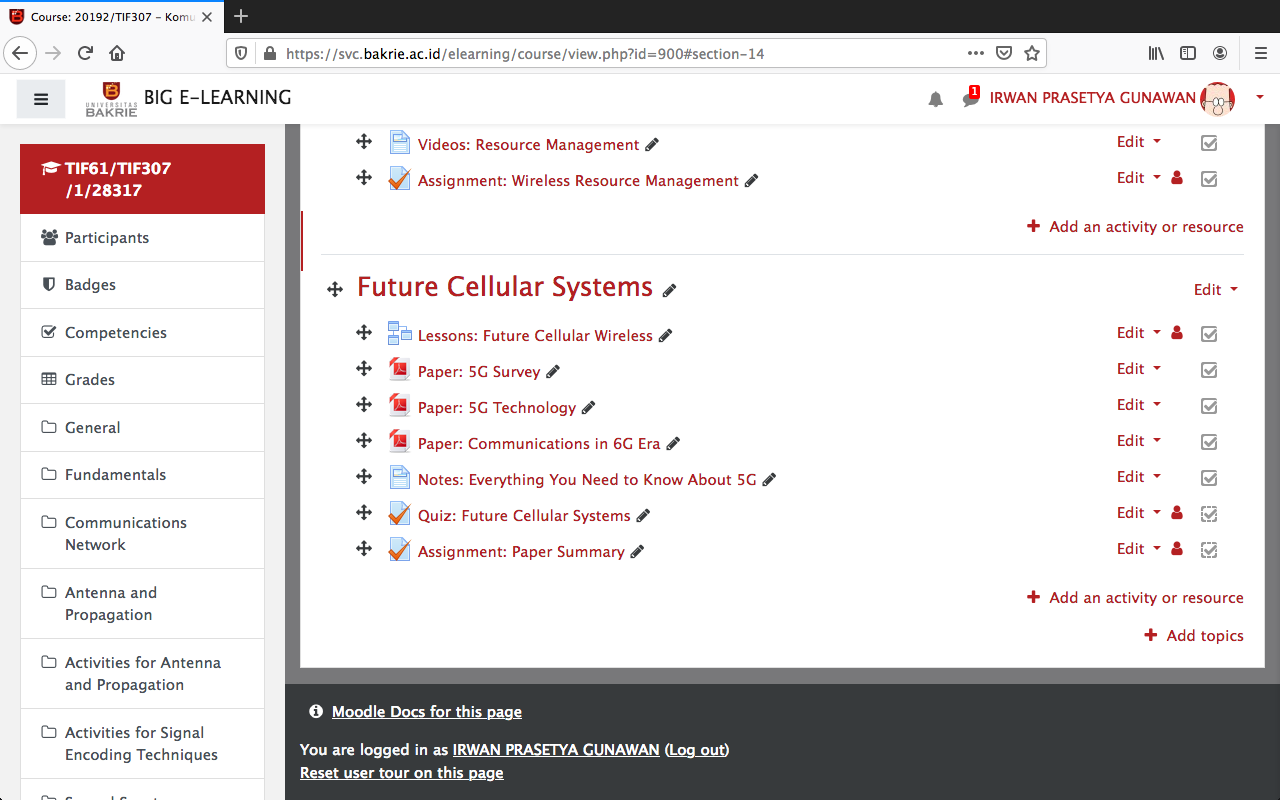 Course: 20192/TIF307 – Komu
https://svc.bakrie.ac.id/elearning/course/view.php?id=900#section-14
UNIVERSITAS
BAKRIE
BIG E-LEARNING
1
IRWAN PRASETYA GUNAWAN
TIF61/TIF307
/1/28317
Participants
Badges
Competencies
Grades
General
Fundamentals
Communications
Network
Antenna and
Propagation
Activities for Antenna
and Propagation
Activities for Signal
Encoding Techniques
Videos: Resource Management
Edit
Assignment: Wireless Resource Management
Edit
Add an activity or resource
Future Cellular Systems
Edit
Lessons: Future Cellular Wireless
Edit
Paper: 5G Survey
Edit
Paper: 5G Technology
Edit
Paper: Communications in 6G Era
Edit
Notes: Everything You Need to Know About 5G
Edit
Quiz: Future Cellular Systems
Edit
Assignment: Paper Summary
Edit
Add an activity or resource
Add topics
Moodle Docs for this page
You are logged in as IRWAN PRASETYA GUNAWAN (Log out)
Reset user tour on this page